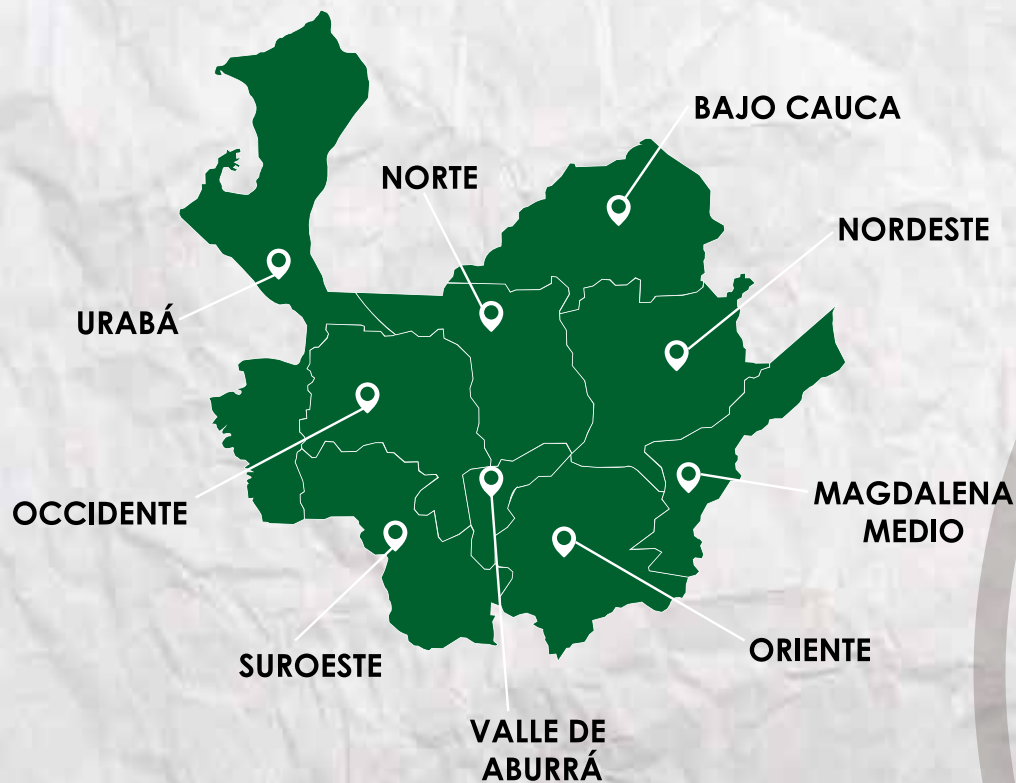 BAJO CAUCA
NORTE
NORDESTE
URABÁ
OCCIDENTE
MAGDALENA
MEDIO
SUROESTE
ORIENTE
VALLE DE
ABURRÁ